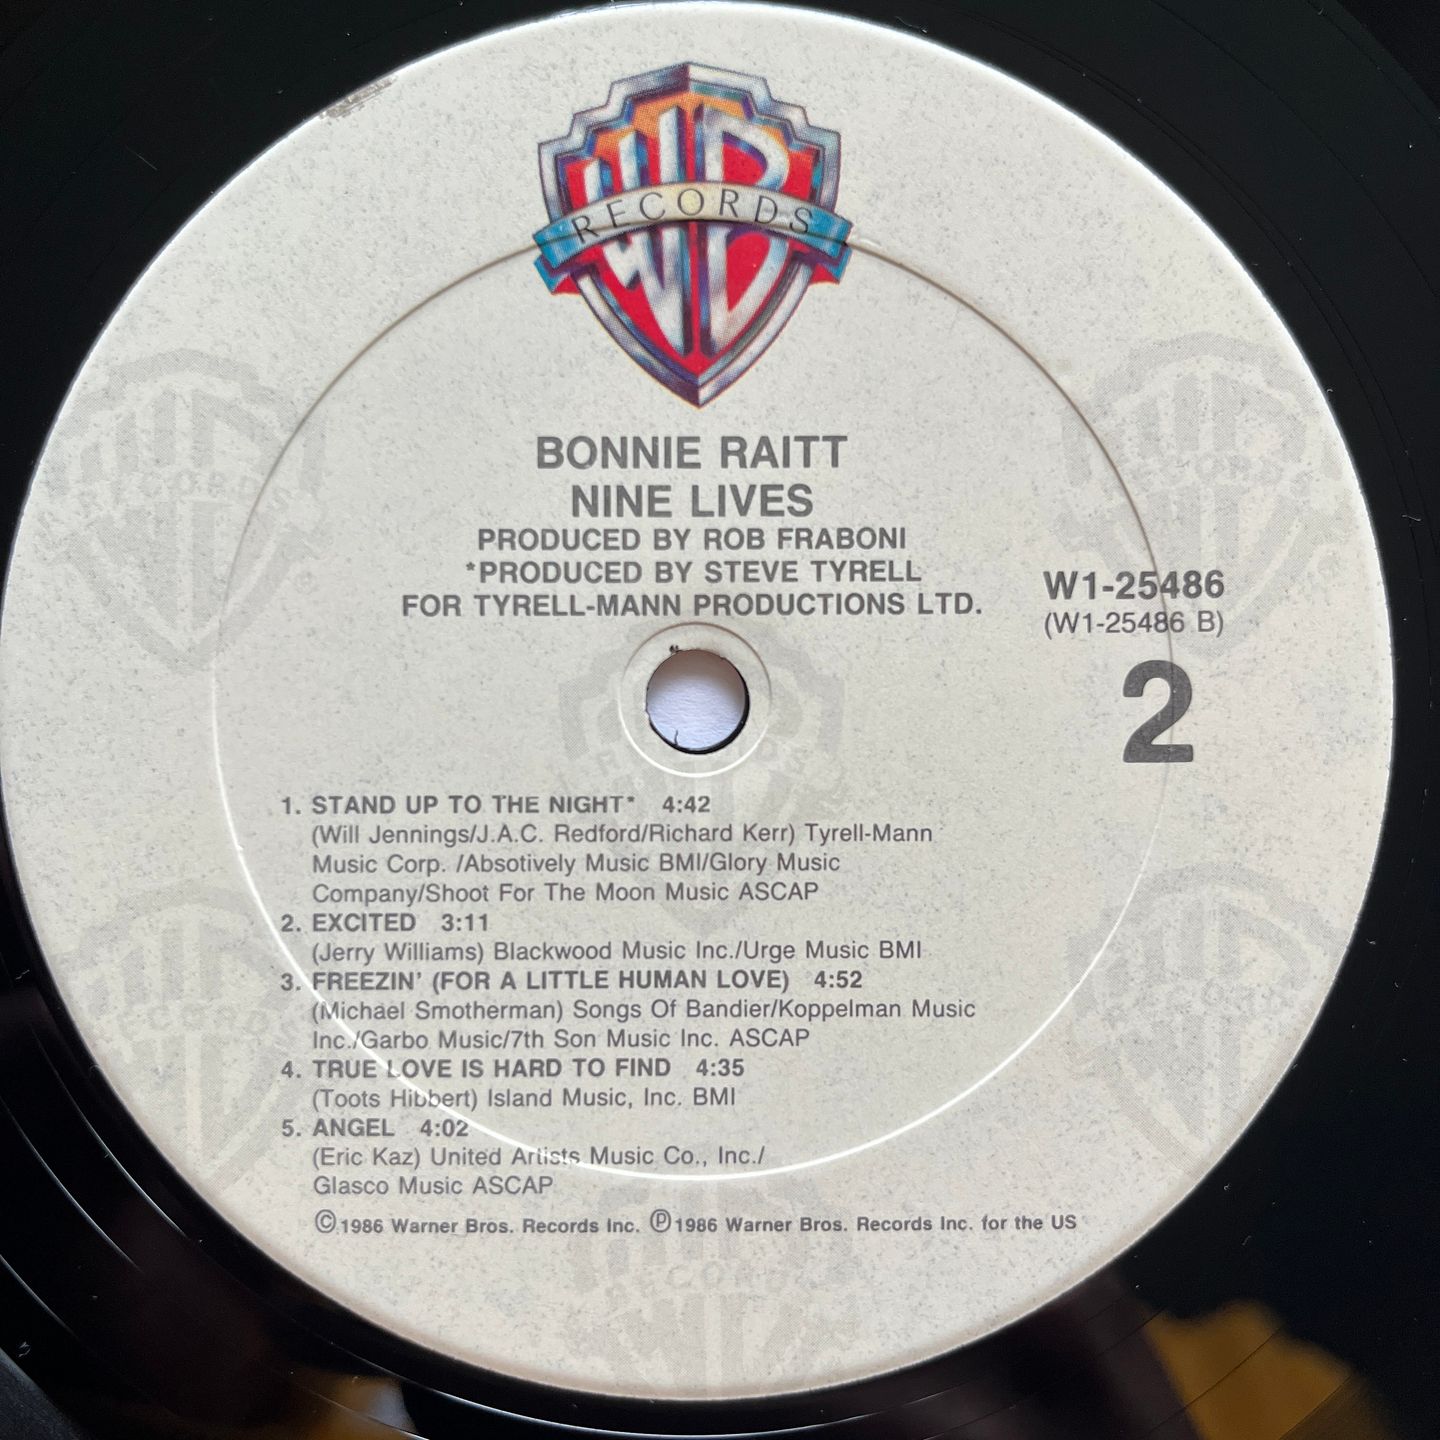 WB
RECORDS
BONNIE RAITT
NINE LIVES
PRODUCED BY ROB FRABONI
*PRODUCED BY STEVE TYRELL
FOR TYRELL-MANN PRODUCTIONS LTD.
W1-25486
(W1-25486 B)
2
1. STAND UP TO THE NIGHT* 4:42
(Will Jennings/J.A.C. Redford/Richard Kerr) Tyrell-Mann
Music Corp. /Absotively Music BMI/Glory Music
Company/Shoot For The Moon Music ASCAP
2. EXCITED 3:11
(Jerry Williams) Blackwood Music Inc./Urge Music BMI
3. FREEZIN' (FOR A LITTLE HUMAN LOVE) 4:52
(Michael Smotherman) Songs Of Bandier/Koppelman Music
Inc./Garbo Music/7th Son Music Inc. ASCAP
4. TRUE LOVE IS HARD TO FIND 4:35
(Toots Hibbert) Island Music, Inc. BMI
5. ANGEL 4:02
(Eric Kaz) United Artists Music Co., Inc./
Glasco Music ASCAP
©1986 Warner Bros. Records Inc. ℗1986 Warner Bros. Records Inc. for the US